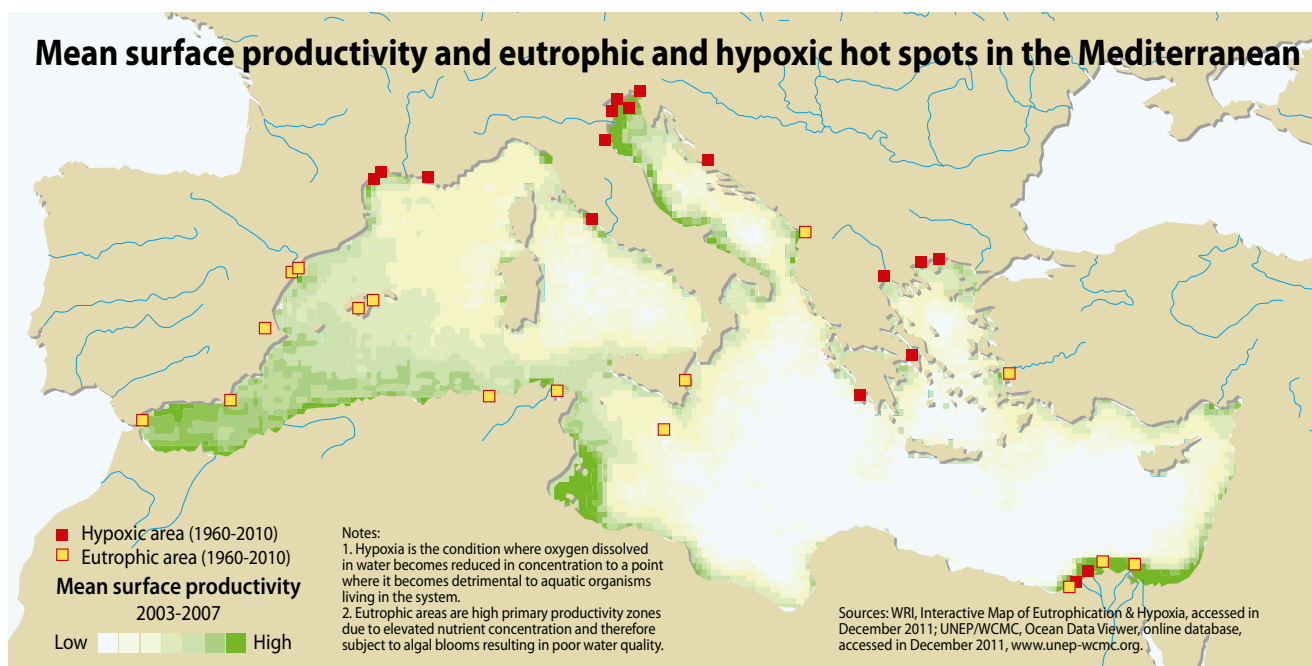 Mean surface productivity and eutrophic and hypoxic hot spots in the Mediterranean
Hypoxic area (1960-2010)
Eutrophic area (1960-2010)
Mean surface productivity
2003-2007
Low
High
Notes:
1. Hypoxia is the condition where oxygen dissolved
in water becomes reduced in concentration to a point
where it becomes detrimental to aquatic organisms
living in the system.
2. Eutrophic areas are high primary productivity zones
due to elevated nutrient concentration and therefore
subject to algal blooms resulting in poor water quality.
Sources: WRI, Interactive Map of Eutrophication & Hypoxia, accessed in
December 2011; UNEP/WCMC, Ocean Data Viewer, online database,
accessed in December 2011, www.unep-wcmc.org.